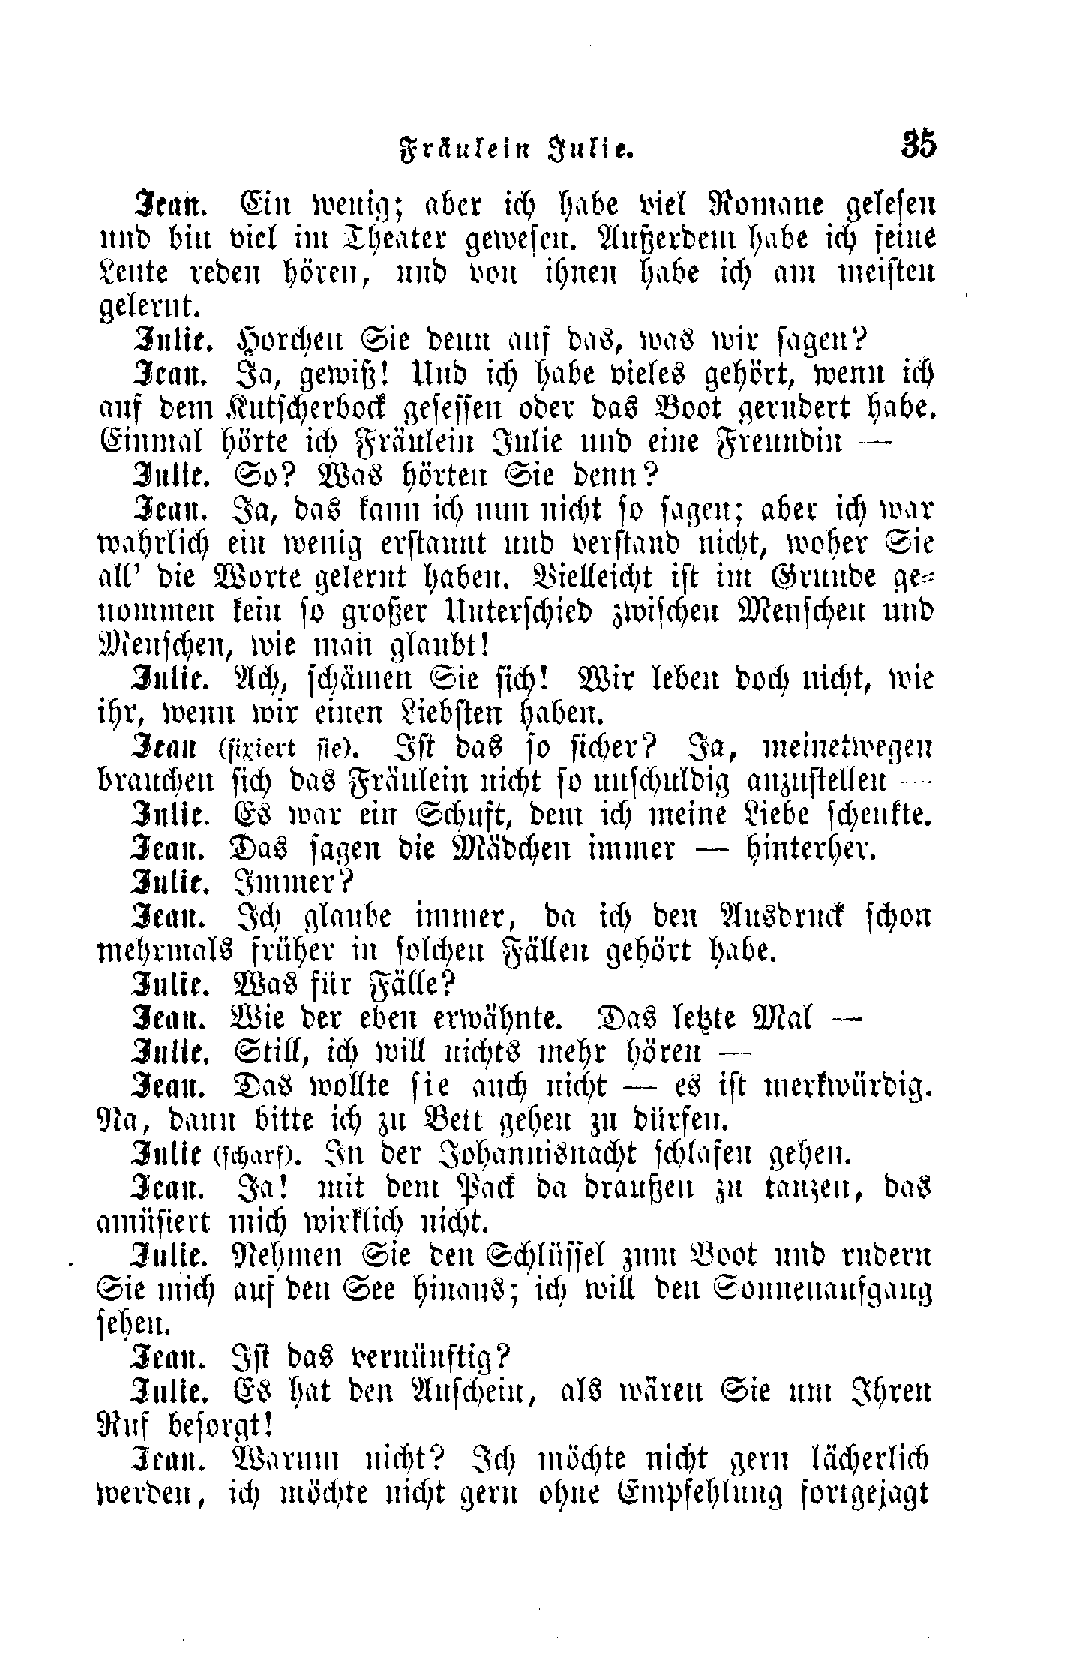 Fräulein Julie. 35
Jean. Ein wenig; aber ich habe viel Romane gelesen
und bin viel im Theater gewesen. Außerdem habe ich feine
Leute reden hören, und von ihnen habe ich am meisten
gelernt.
Julie. Horchen Sie denn auf das, was wir sagen?
Jean. Ja, gewiß! Und ich habe vieles gehört, wenn ich
auf dem Kutscherbock gesessen oder das Boot gerudert habe.
Einmal hörte ich Fräulein Julie und eine Freundin —
Julie. So? Was hörten Sie denn?
Jean. Ja, das kann ich nun nicht so sagen; aber ich war
wahrlich ein wenig erstaunt und verstand nicht, woher Sie
all' die Worte gelernt haben. Vielleicht ist im Grunde ge-
nommen kein so großer Unterschied zwischen Menschen und
Menschen, wie man glaubt!
Julie. Ach, schämen Sie sich! Wir leben doch nicht, wie
ihr, wenn wir einen Liebsten haben.
Jean (fixiert sie). Ist das so sicher? Ja, meinetwegen
brauchen sich das Fräulein nicht so unschuldig anzustellen —
Julie. Es war ein Schuft, dem ich meine Liebe schenkte.
Jean. Das sagen die Mädchen immer — hinterher.
Julie. Immer?
Jean. Ich glaube immer, da ich den Ausdruck schon
mehrmals früher in solchen Fällen gehört habe.
Julie. Was für Fälle?
Jean. Wie der eben erwähnte. Das letzte Mal —
Julie. Still, ich will nichts mehr hören —
Jean. Das wollte sie auch nicht — es ist merkwürdig.
Na, dann bitte ich zu Bett gehen zu dürfen.
Julie (scharf). In der Johannisnacht schlafen gehen.
Jean. Ja! mit dem Pack da draußen zu tanzen, das
amüsiert mich wirklich nicht.
Julie. Nehmen Sie den Schlüssel zum Boot und rudern
Sie mich auf den See hinaus; ich will den Sonnenaufgang
sehen.
Jean. Ist das vernünftig?
Julie. Es hat den Anschein, als wären Sie um Ihren
Ruf besorgt!
Jean. Warum nicht? Ich möchte nicht gern lächerlich
werden, ich möchte nicht gern ohne Empfehlung fortgejagt